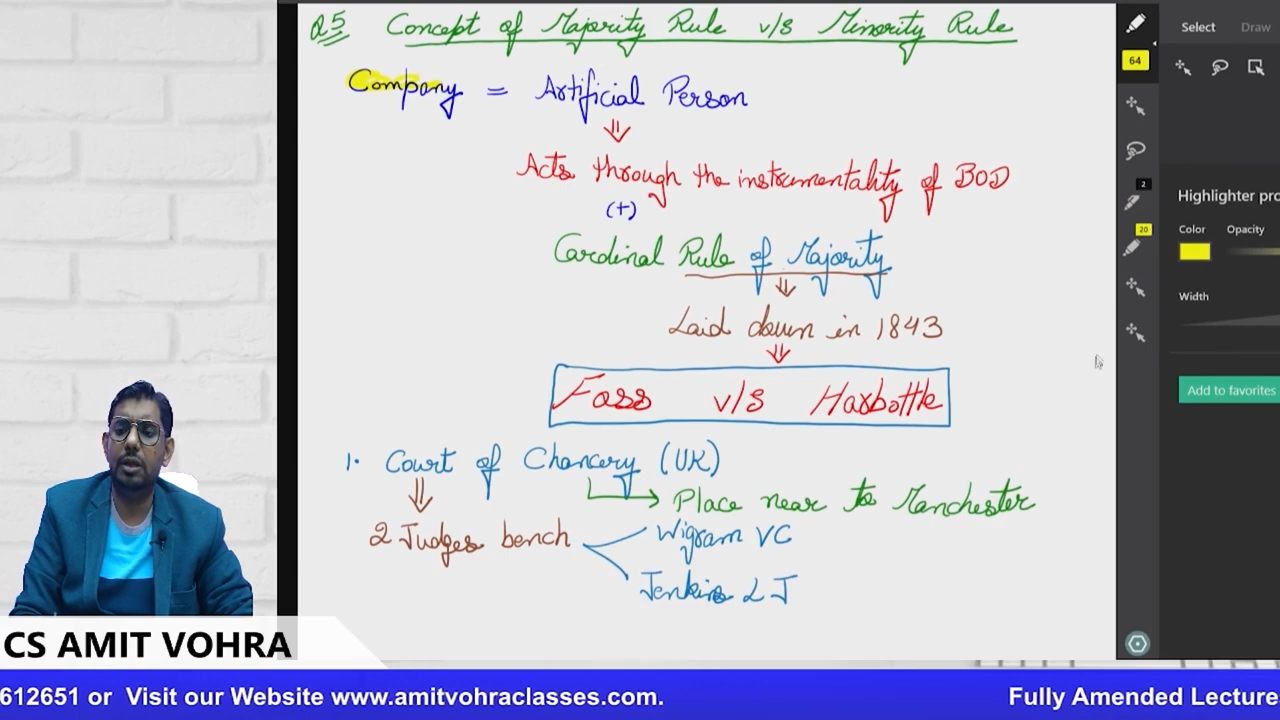 Q5 Concept of Majority Rule v/s Minority Rule
Company = Artificial Person
⇓
Acts through the instrumentality of BOD
(+)
Cardinal Rule of Majority
⇓
Laid down in 1843
⇓
Foss v/s Harbottle
1. Court of Chancery (UK)
Place near to Manchester
2 Judges bench
Wigram VC
Jenkins L J
64
2
20
Select Draw
Highlighter pro
Color Opacity
Width
Add to favorites
CS AMIT VOHRA
612651 or Visit our Website www.amitvohraclasses.com. Fully Amended Lecture